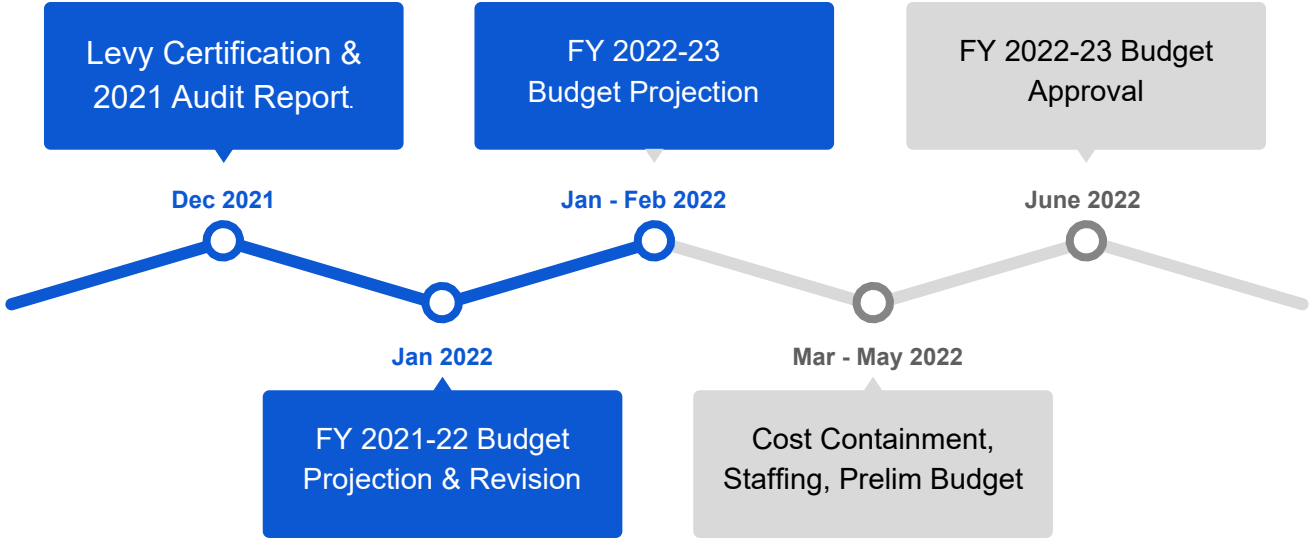 Levy Certification &
2021 Audit Report.
Dec 2021
Jan 2022
FY 2021-22 Budget
Projection & Revision
FY 2022-23
Budget Projection
Jan - Feb 2022
Mar - May 2022
Cost Containment,
Staffing, Prelim Budget
FY 2022-23 Budget
Approval
June 2022